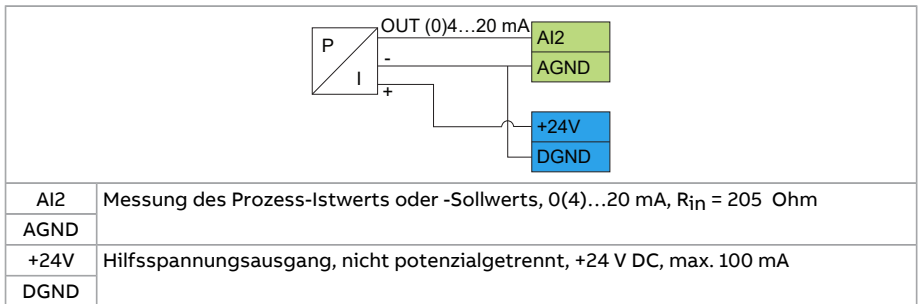 OUT (0)4…20 mA
P
I
-
+
AI2
AGND
+24V
DGND
AI2 Messung des Prozess-Istwerts oder -Sollwerts, 0(4)…20 mA, Rin = 205 Ohm
AGND
+24V Hilfsspannungsausgang, nicht potenzialgetrennt, +24 V DC, max. 100 mA
DGND